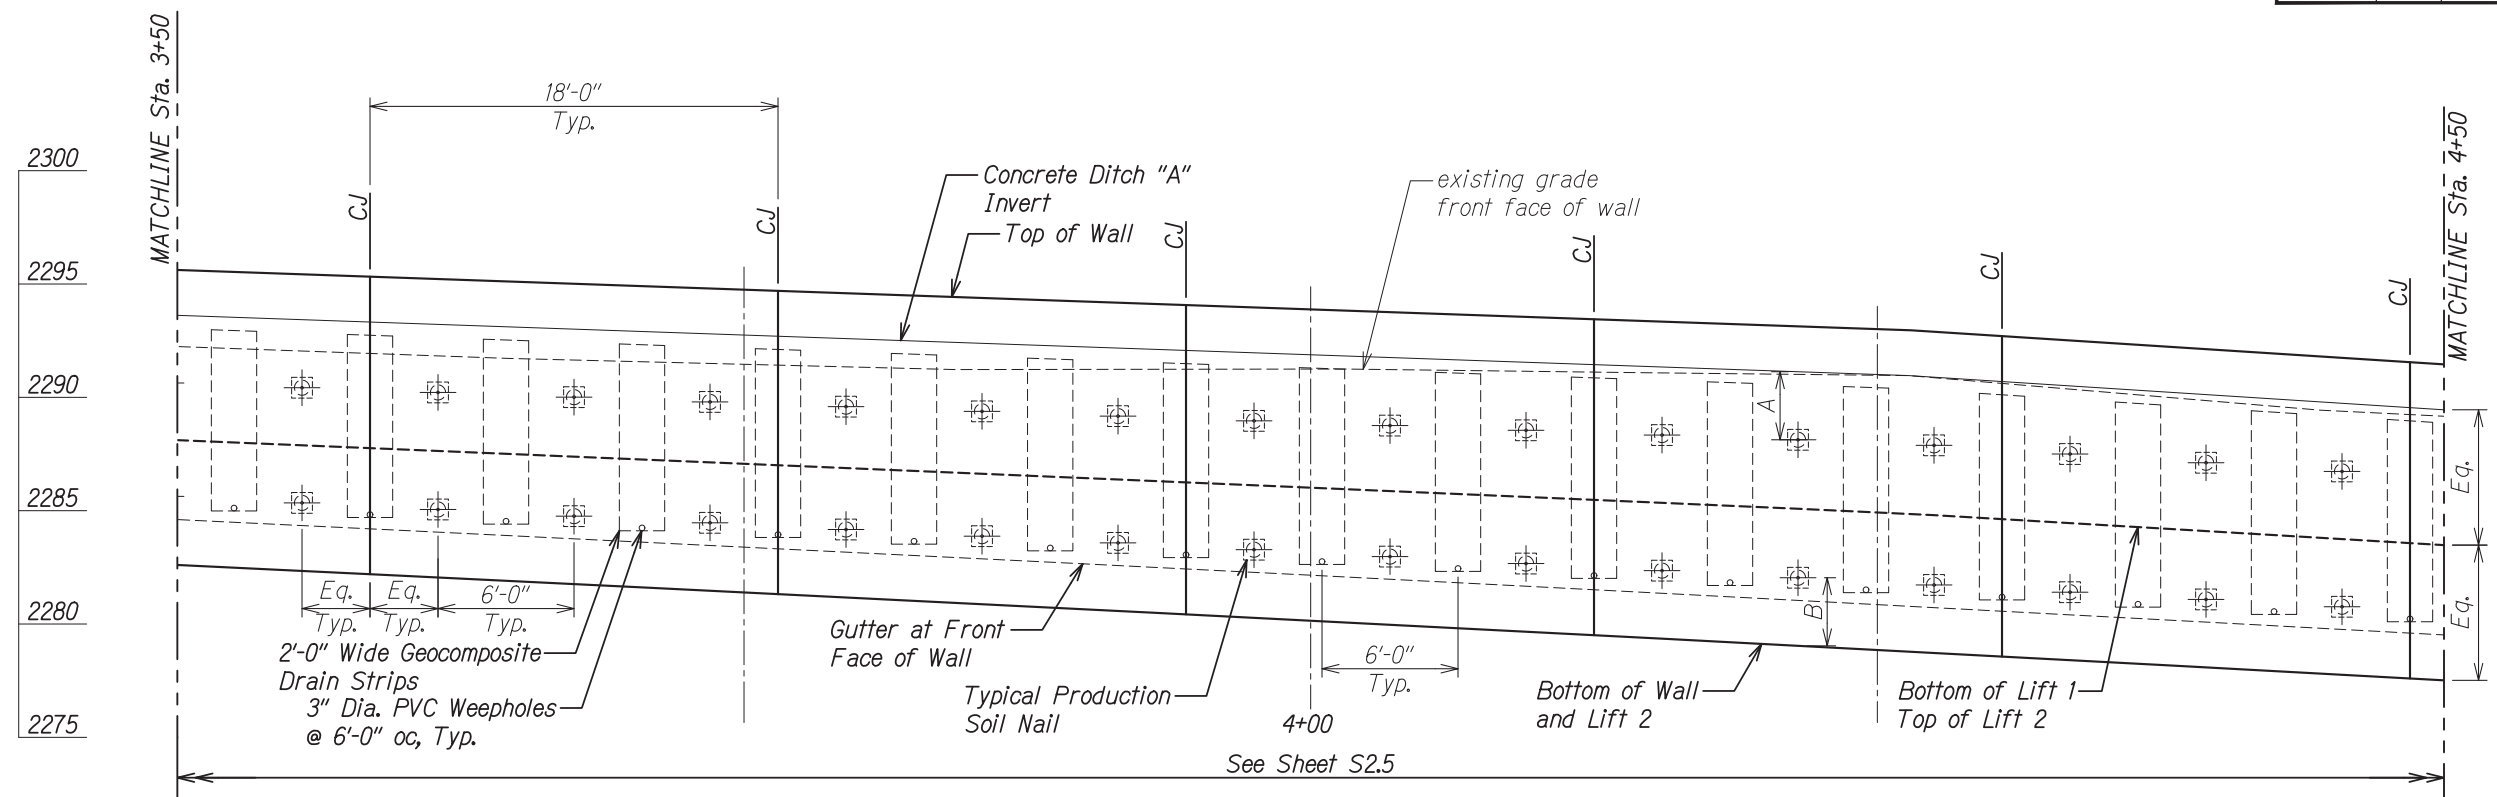 MATCHLINE Sta. 3+50
18'-0"
Typ.
2300
2295
2290
2285
2280
2275
CJ
CJ
CJ
CJ
CJ
CJ
Concrete Ditch "A"
Invert
Top of Wall
existing grade
front face of wall
MATCHLINE Sta. 4+50
A
B
Eq.
Eq.
Eq.
Typ.
Eq.
Typ.
6'-0"
Typ.
2'-0" Wide Geocomposite
Drain Strips
3" Dia. PVC Weepholes
@ 6'-0" oc, Typ.
Gutter at Front
Face of Wall
Typical Production
Soil Nail
6'-0"
Typ.
4+00
Bottom of Wall
and Lift 2
Bottom of Lift 1
Top of Lift 2
See Sheet S2.5